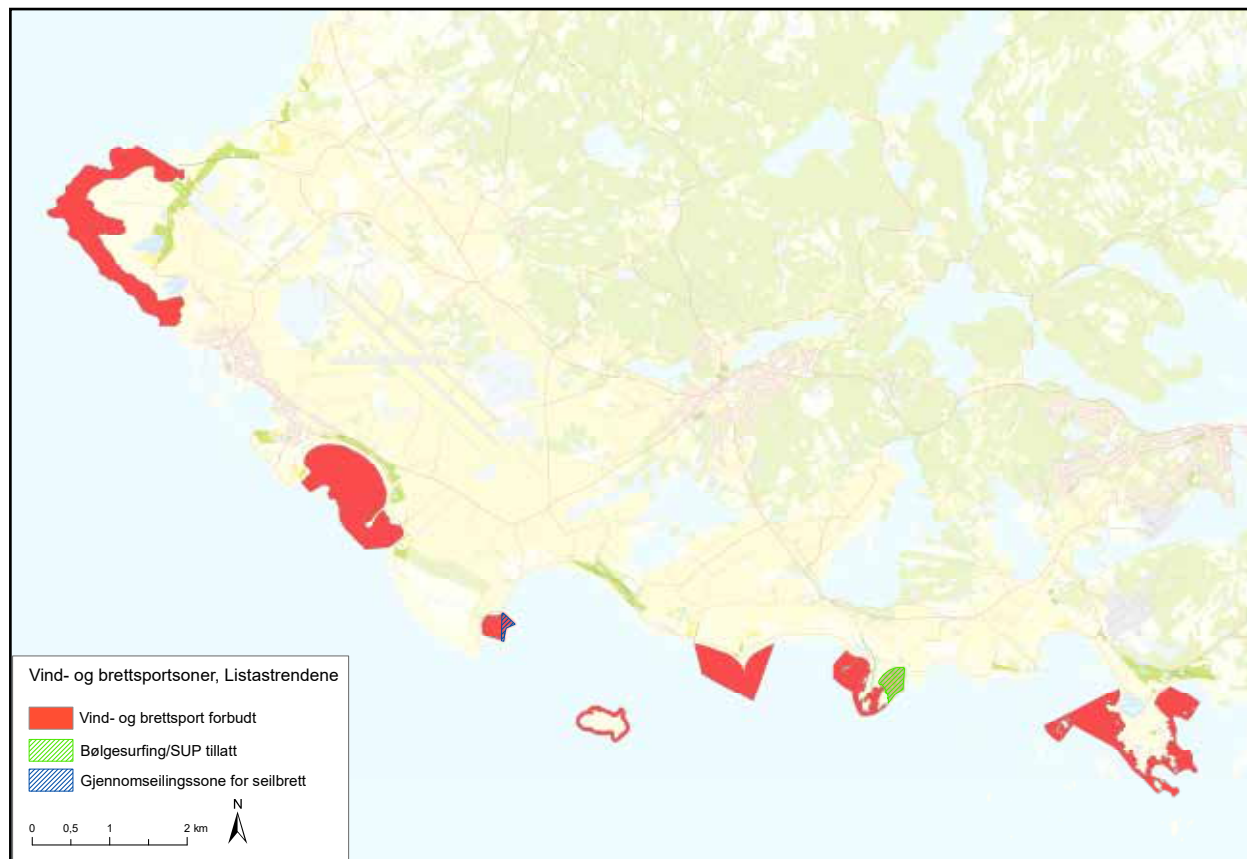 Vind- og brettsportsoner, Listastrendene
Vind- og brettsport forbudt
Bølgesurfing/SUP tillatt
Gjennomseilingssone for seilbrett
N
0 0,5 1 2 km